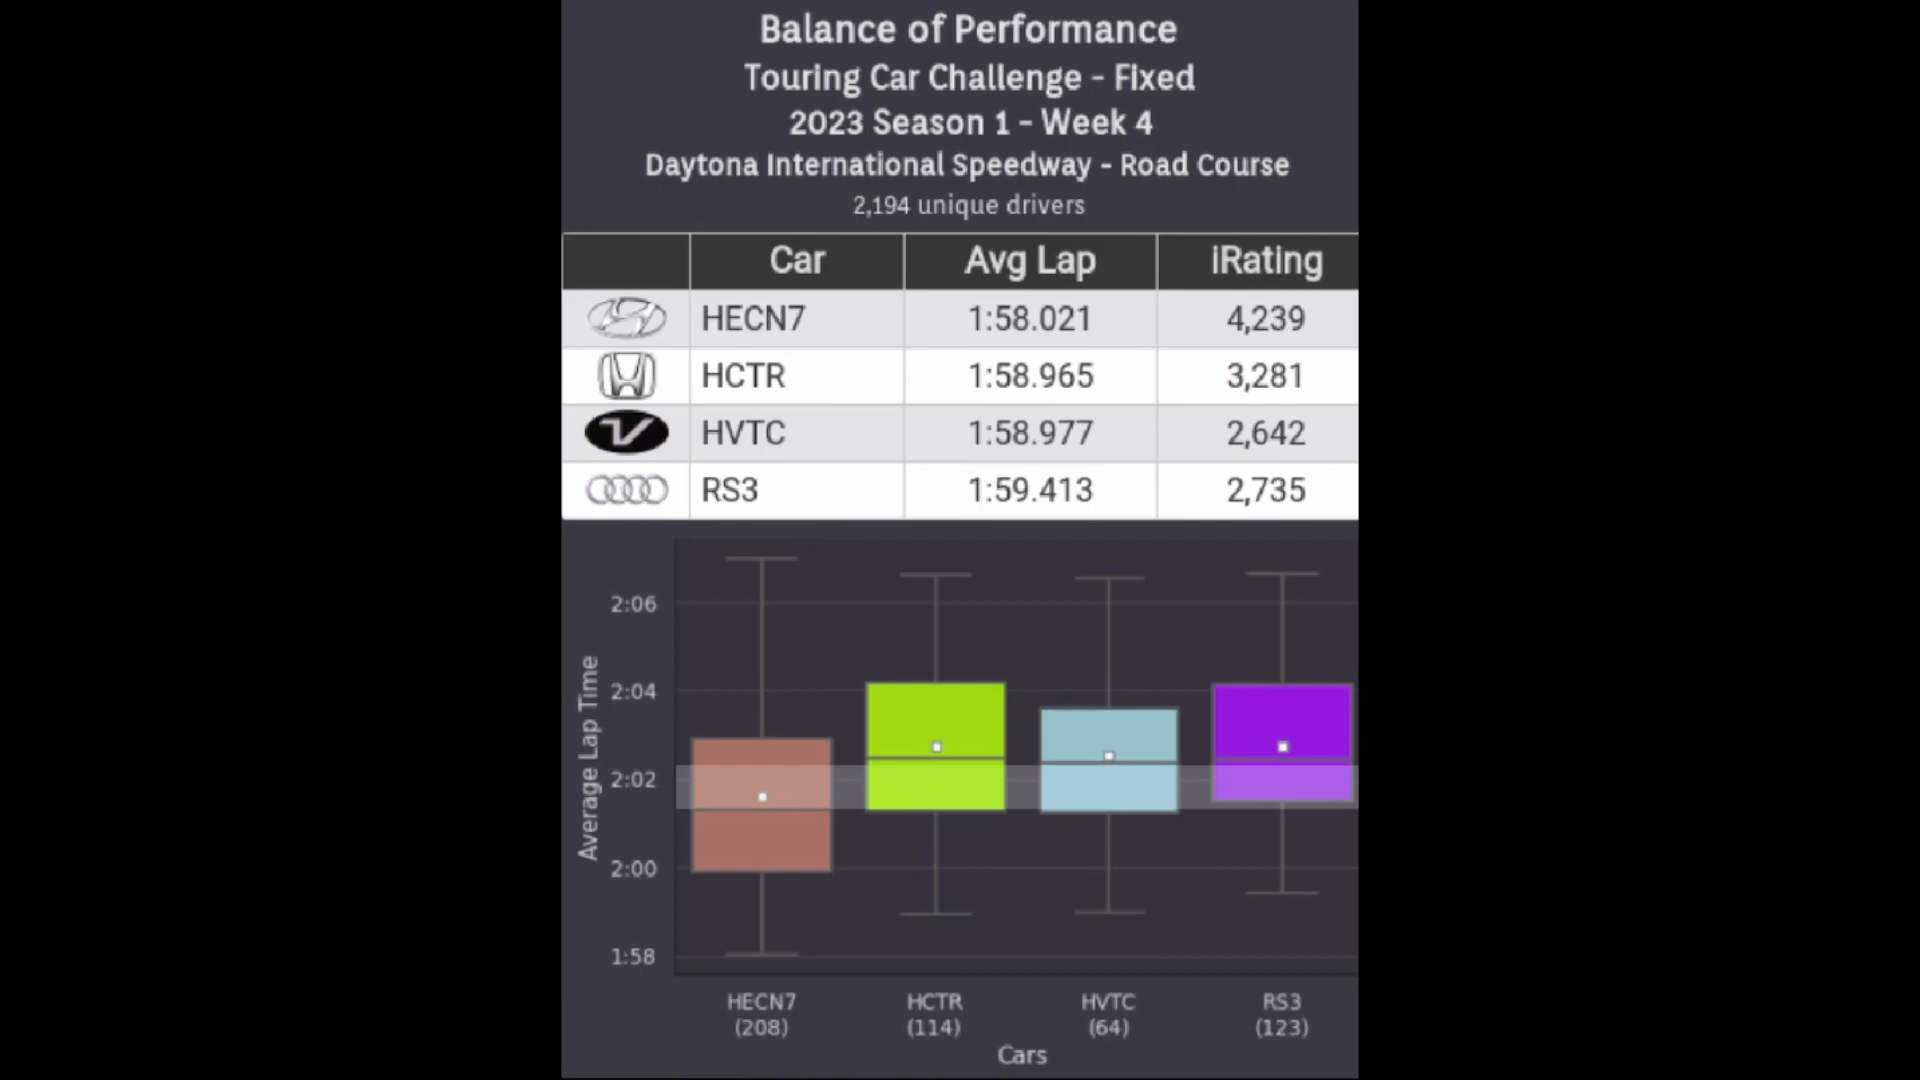 Balance of Performance
Touring Car Challenge - Fixed
2023 Season 1 - Week 4
Daytona International Speedway - Road Course
2,194 unique drivers
Car Avg Lap iRating
HECN7 1:58.021 4,239
HCTR 1:58.965 3,281
HVTC 1:58.977 2,642
RS3 1:59.413 2,735
Average Lap Time
2:06
2:04
2:02
2:00
1:58
HECN7 HCTR HVTC RS3
(208) (114) (64) (123)
Cars